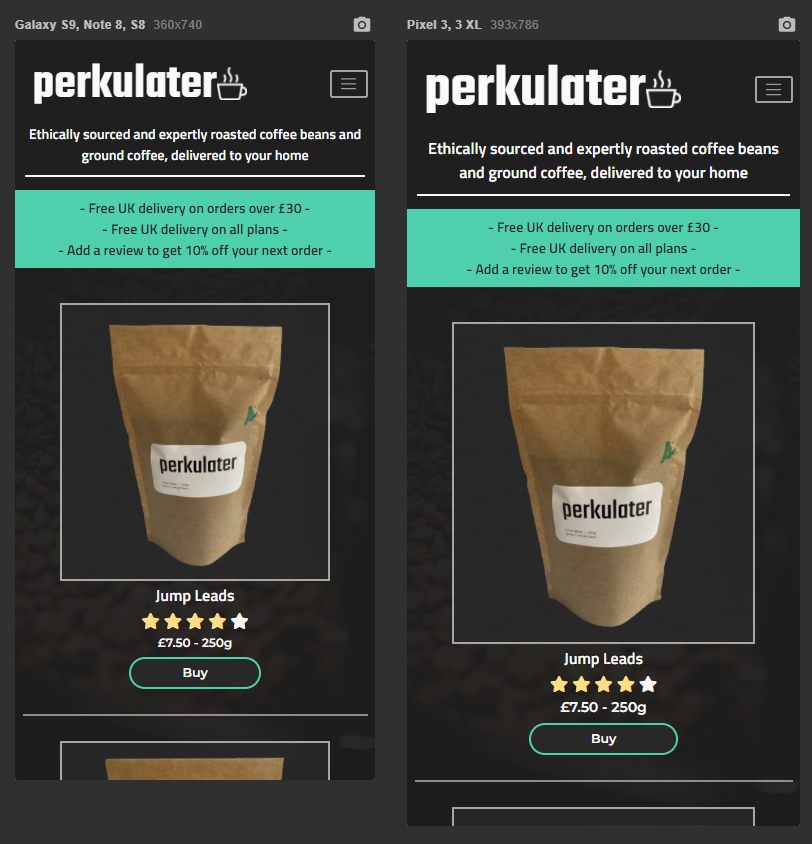 Galaxy S9, Note 8, S8 360x740
perkulater
Ethically sourced and expertly roasted coffee beans and
ground coffee, delivered to your home
- Free UK delivery on orders over £30 -
- Free UK delivery on all plans -
- Add a review to get 10% off your next order -
perkulater
Jump Leads
£7.50 - 250g
Buy
Pixel 3, 3 XL 393x786
perkulater
Ethically sourced and expertly roasted coffee beans
and ground coffee, delivered to your home
- Free UK delivery on orders over £30 -
- Free UK delivery on all plans -
- Add a review to get 10% off your next order -
perkulater
Jump Leads
£7.50 - 250g
Buy